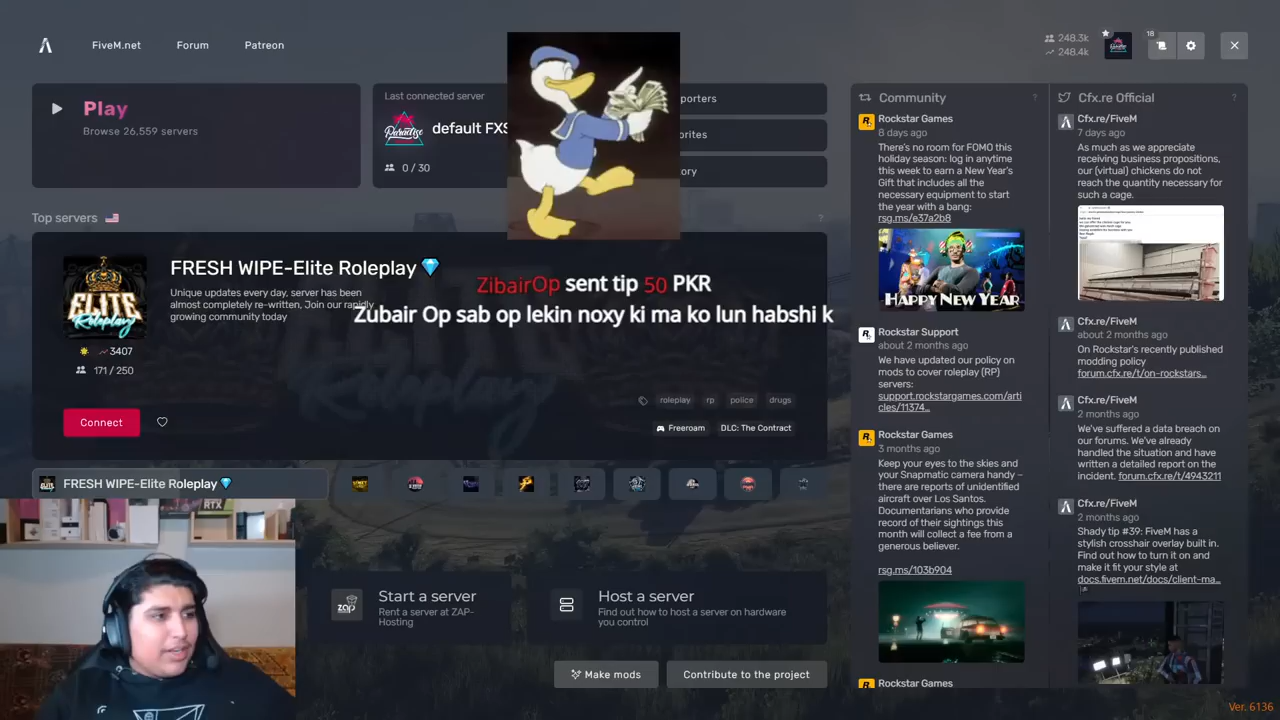 FiveM.net
Forum
Patreon
248.3k
248.4k
18
Play
Browse 26,559 servers
Last connected server
Paradise
default FXS
0 / 30
porters
orites
ory
Top servers
ELITE
Roleplay
FRESH WIPE-Elite Roleplay
Unique updates every day, server has been
almost completely re-written, Join our rapidly
growing community today
3407
171 / 250
ZibairOp sent tip 50 PKR
Zubair Op sab op lekin noxy ki ma ko lun habshi k
roleplay
rp
police
drugs
Freeroam
DLC: The Contract
Connect
FRESH WIPE-Elite Roleplay
RTX
ZAP
Start a server
Rent a server at ZAP-
Hosting
Host a server
Find out how to host a server on hardware
you control
Make mods
Contribute to the project
Community
?
Rockstar Games
8 days ago
There's no room for FOMO this
holiday season: log in anytime
this week to earn a New Year's
Gift that includes all the
necessary equipment to start
the year with a bang:
rsg.ms/e37a2b8
HAPPY NEW YEAR
Rockstar Support
about 2 months ago
We have updated our policy on
mods to cover roleplay (RP)
servers:
support.rockstargames.com/arti
cles/11374…
Rockstar Games
3 months ago
Keep your eyes to the skies and
your Snapmatic camera handy –
there are reports of unidentified
aircraft over Los Santos.
Documentarians who provide
record of their sightings this
month will collect a fee from a
generous believer.
rsg.ms/103b904
Rockstar Games
Cfx.re Official
?
Cfx.re/FiveM
7 days ago
As much as we appreciate
receiving business propositions,
our (virtual) chickens do
not reach the quantity necessary for
such a cage.
Cfx.re/FiveM
about 2 months ago
On Rockstar's recently published
modding policy
forum.cfx.re/t/on-rockstars…
Cfx.re/FiveM
2 months ago
We've suffered a data breach on
our forums. We've already
handled the situation and have
written a detailed report on the
incident. forum.cfx.re/t/4943211
Cfx.re/FiveM
2 months ago
Shady tip #39: FiveM has a
stylish crosshair overlay built in.
Find out how to turn it on and
make it fit your style at
docs.fivem.net/docs/client-ma…
Ver. 6136